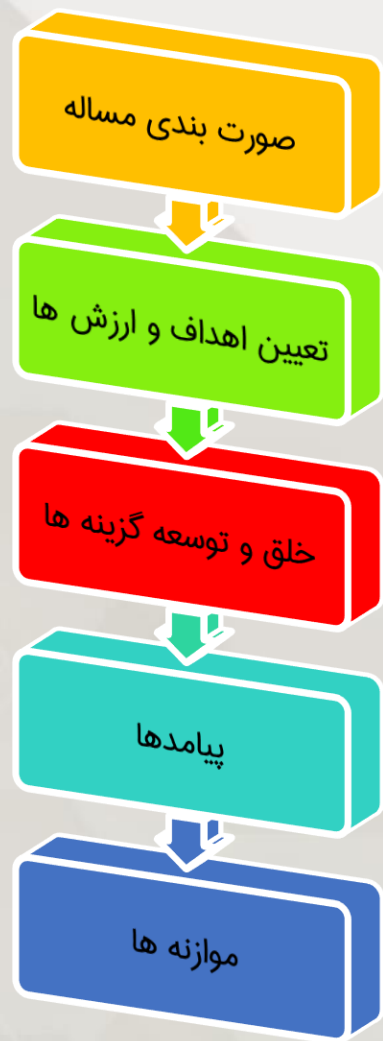 صورت بندی مساله
تعیین اهداف و ارزش ها
خلق و توسعه گزینه ها
پیامدها
موازنه ها